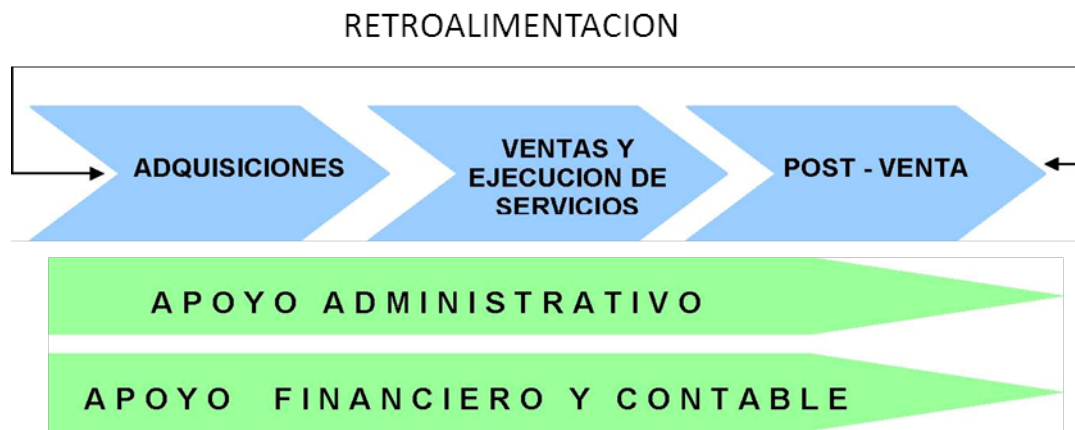 RETROALIMENTACION
ADQUISICIONES
VENTAS Y
EJECUCION DE
SERVICIOS
POST - VENTA
APOYO ADMINISTRATIVO
APOYO FINANCIERO Y CONTABLE